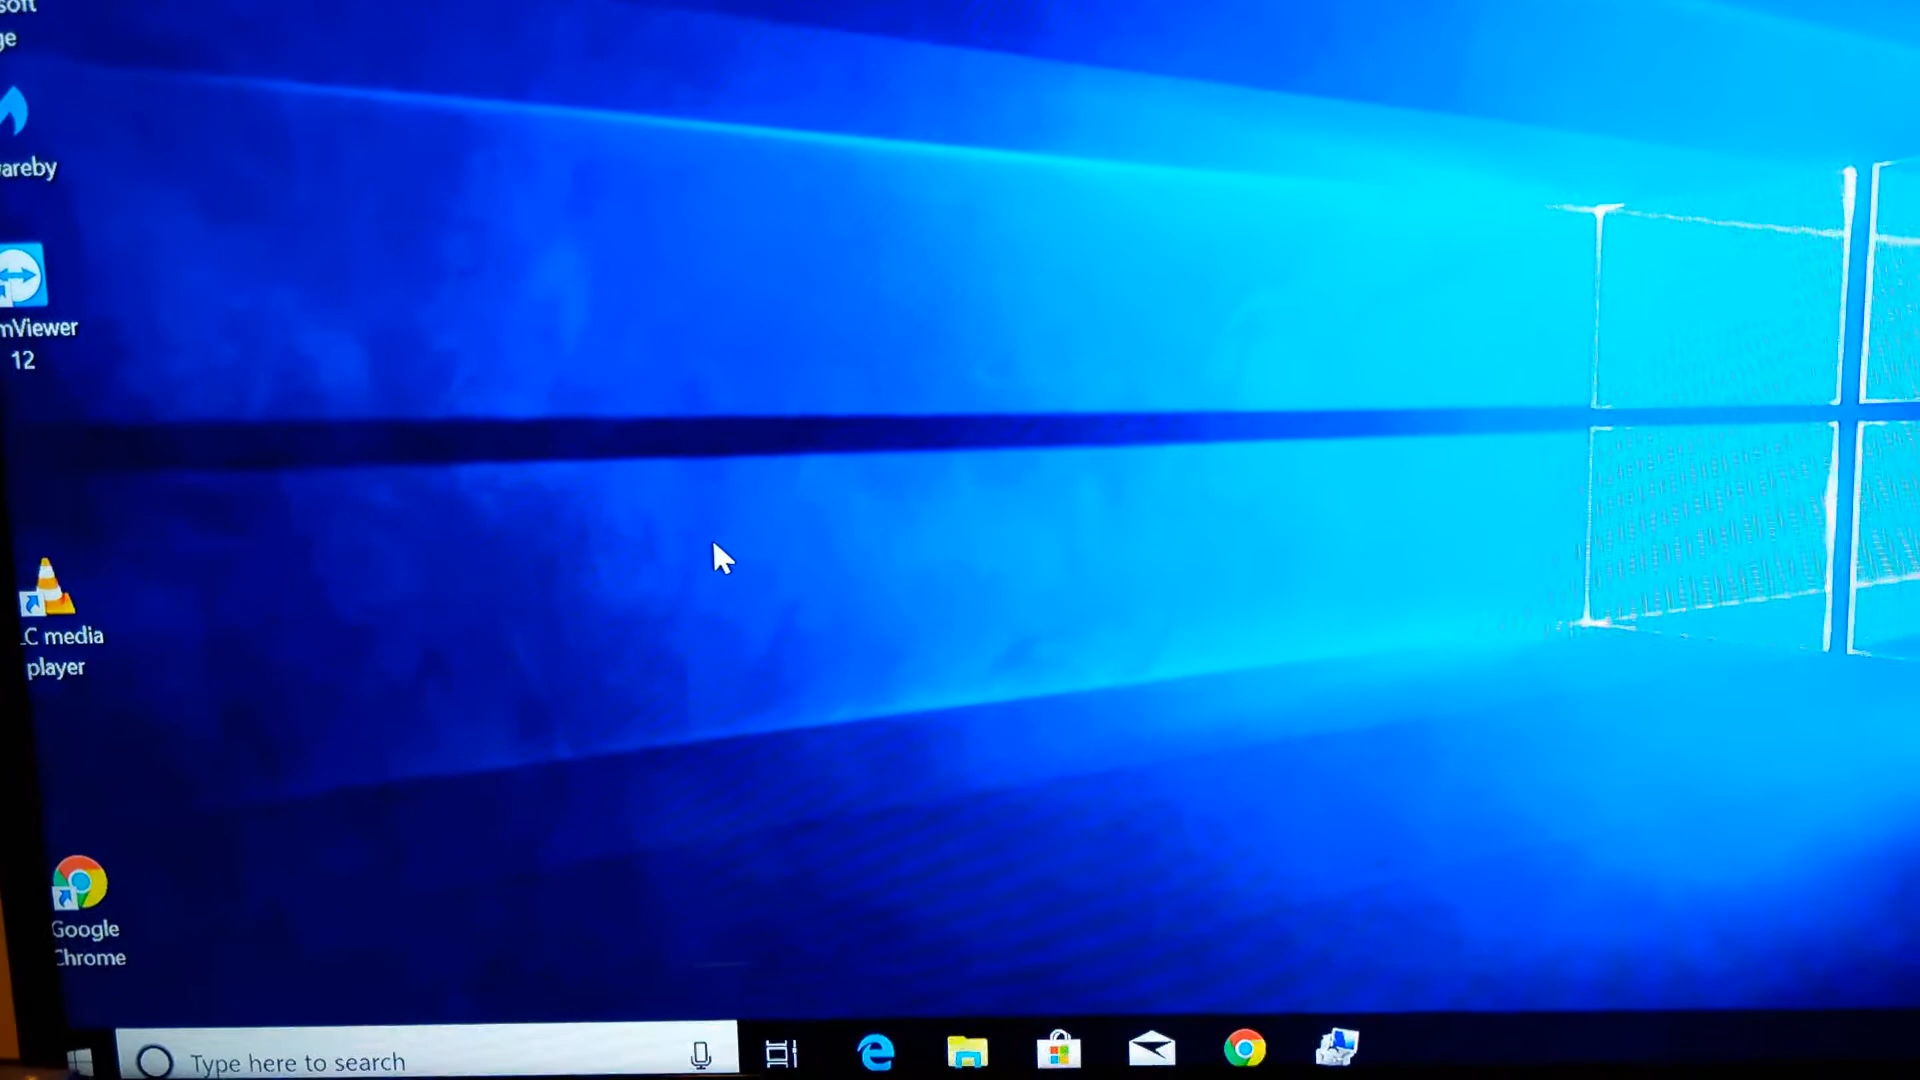 soft
ge
areby
mViewer
12
C media
player
Google
Chrome
Type here to search